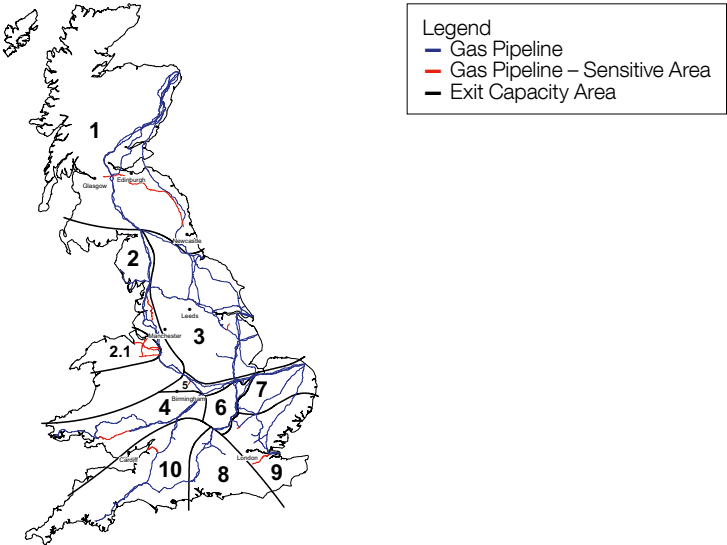 Legend
Gas Pipeline
Gas Pipeline – Sensitive Area
Exit Capacity Area
1
Glasgow
Edinburgh
Newcastle
2
Leeds
Manchester
3
2.1
5
7
Birmingham
4
6
Cardiff
London
10
8
9